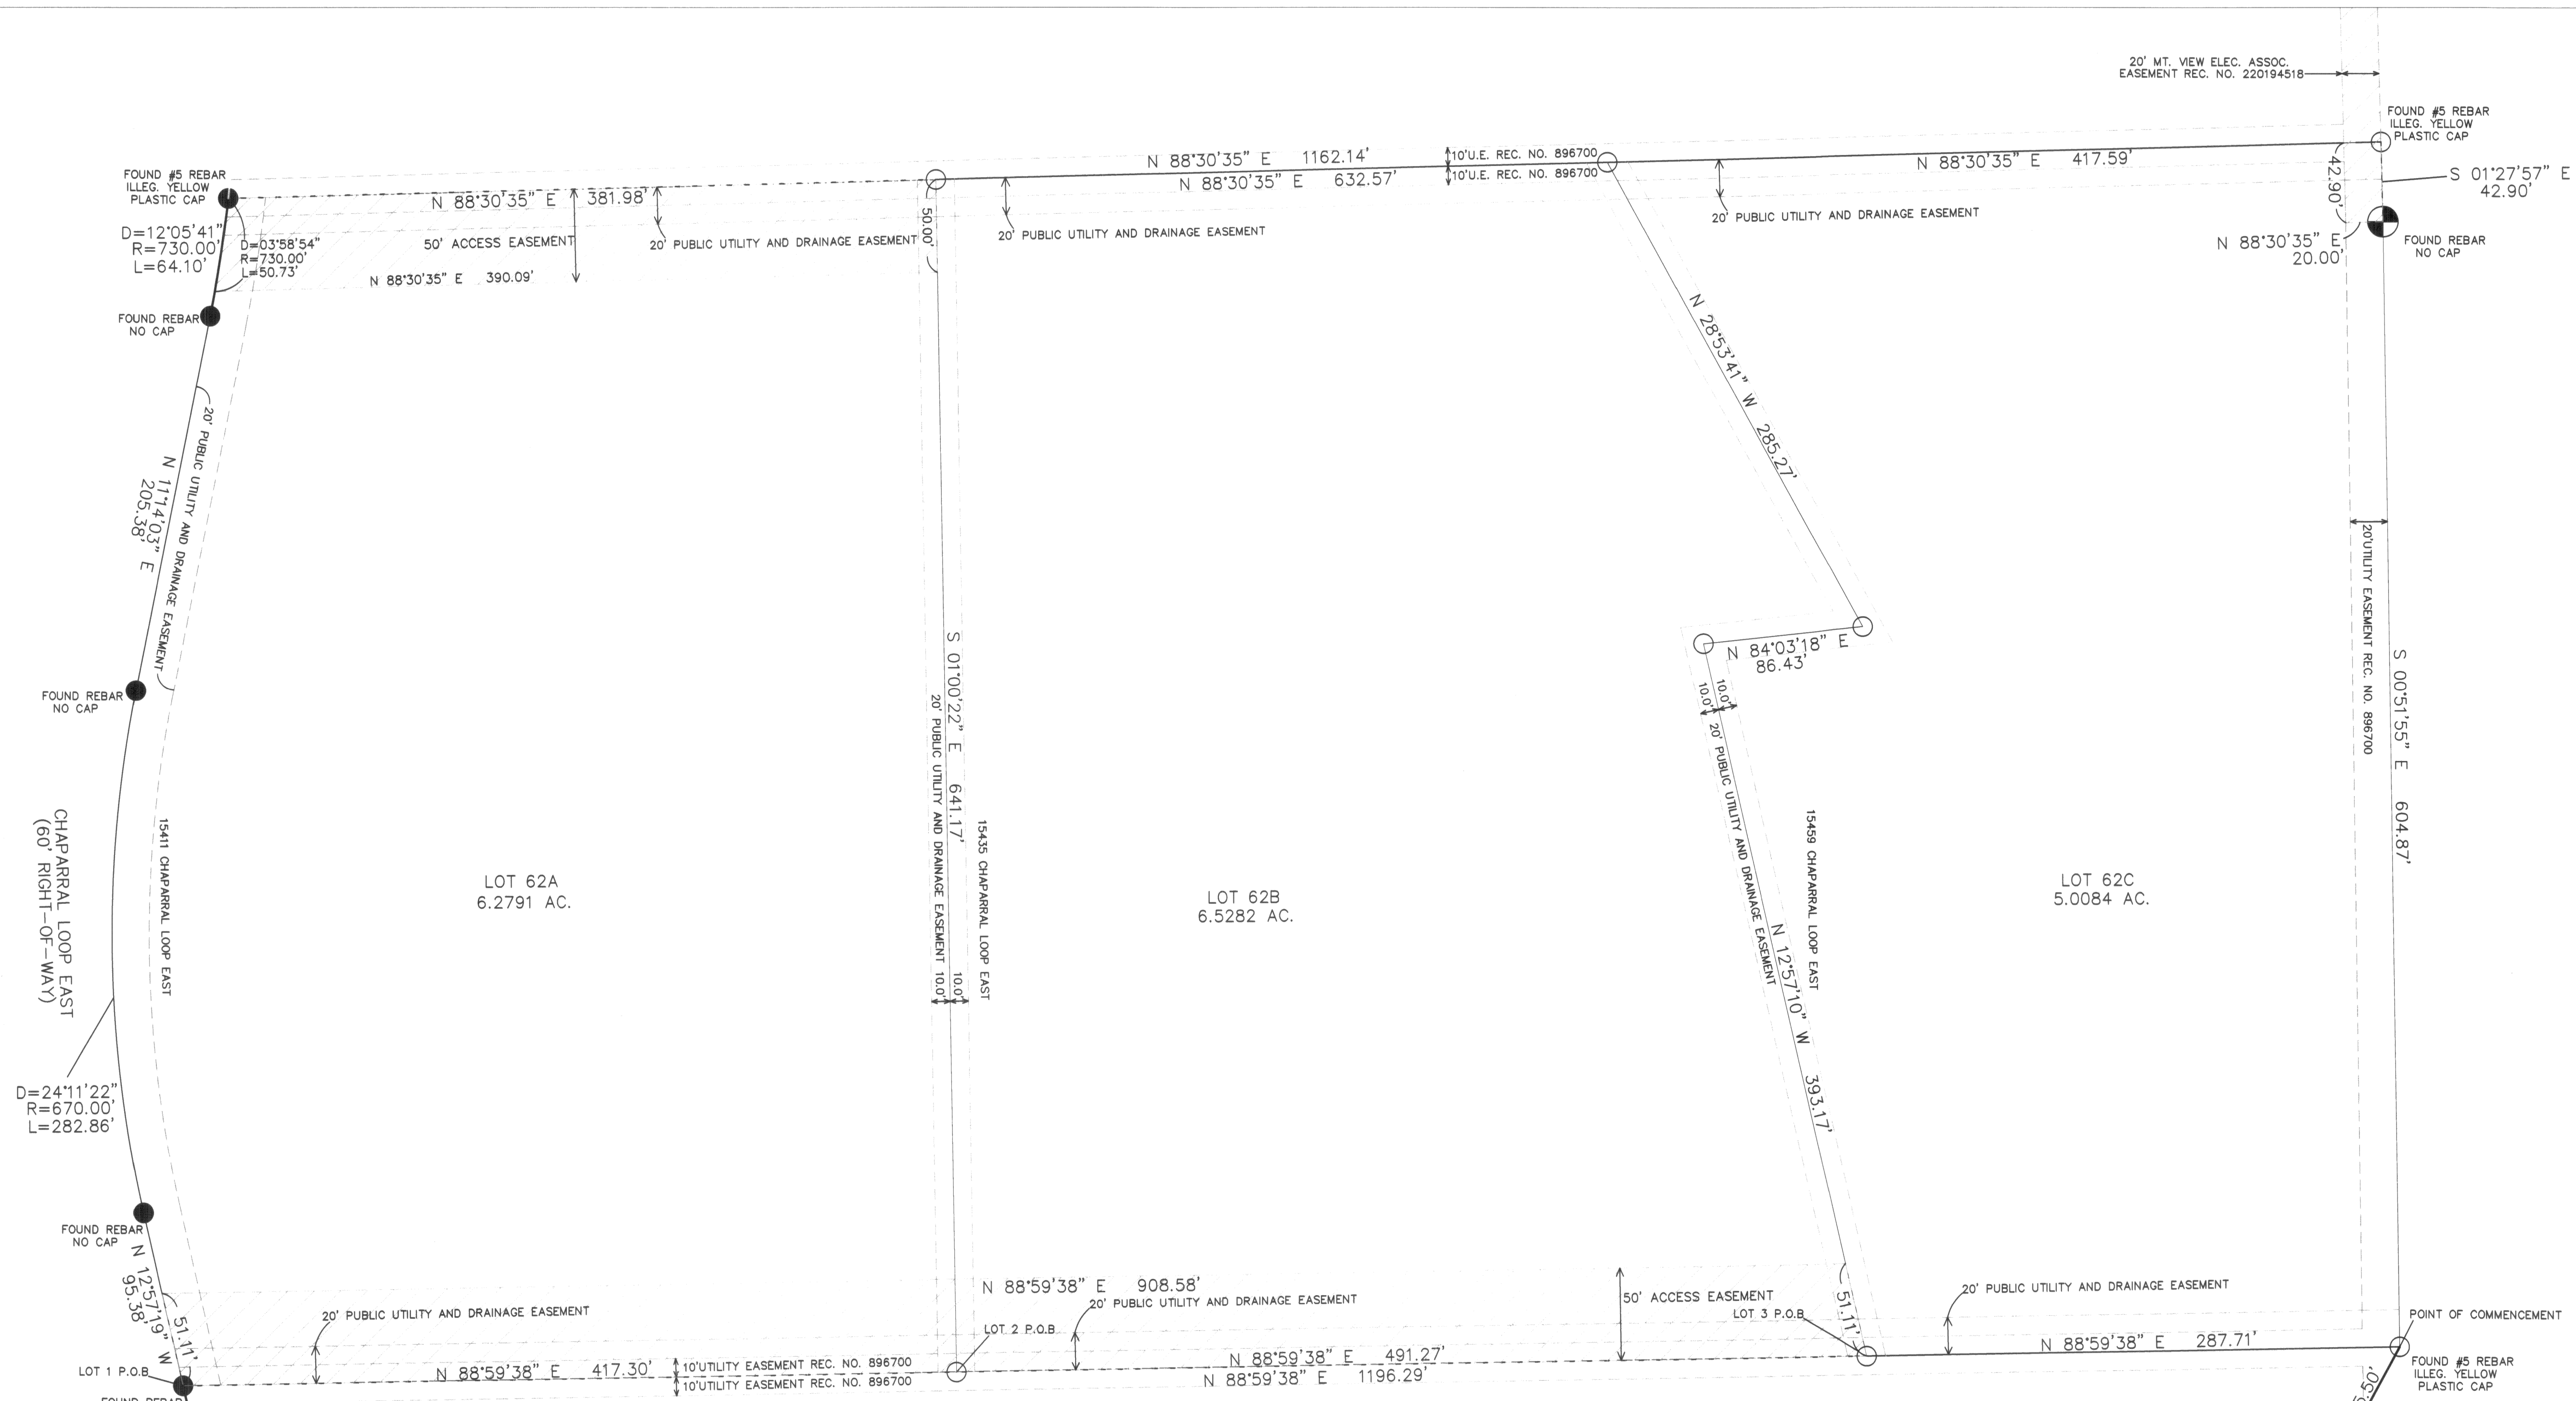 20' MT. VIEW ELEC. ASSOC.
EASEMENT REC. NO. 220194518
FOUND #5 REBAR
ILLEG. YELLOW
PLASTIC CAP
FOUND #5 REBAR
ILLEG. YELLOW
PLASTIC CAP
N 88°30'35" E 1162.14'
N 88°30'35" E 632.57'
10'U.E. REC. NO. 896700
10'U.E. REC. NO. 896700
N 88°30'35" E 417.59'
42.90'
S 01°27'57" E
42.90'
N 88°30'35" E 381.98'
50.00'
20' PUBLIC UTILITY AND DRAINAGE EASEMENT
20' PUBLIC UTILITY AND DRAINAGE EASEMENT
20' PUBLIC UTILITY AND DRAINAGE EASEMENT
D=12°05'41"
R=730.00'
L=64.10'
D=03°58'54"
R=730.00'
L=50.73'
50' ACCESS EASEMENT
N 88°30'35" E 390.09'
N 88°30'35" E
20.00'
FOUND REBAR
NO CAP
FOUND REBAR
NO CAP
N 28°53'41" W 285.27'
20' PUBLIC UTILITY AND DRAINAGE EASEMENT
N 11°14'03" E
205.38'
20'UTILITY EASEMENT REC. NO. 896700
S 00°51'55" E 604.87'
S 01°00'22" E 641.17'
20' PUBLIC UTILITY AND DRAINAGE EASEMENT
10.0'
10.0'
N 84°03'18" E
86.43'
10.0'
10.0'
20' PUBLIC UTILITY AND DRAINAGE EASEMENT
N 12°57'10" W 393.17'
FOUND REBAR
NO CAP
CHAPARRAL LOOP EAST
(60' RIGHT-OF-WAY)
15411 CHAPARRAL LOOP EAST
15435 CHAPARRAL LOOP EAST
15459 CHAPARRAL LOOP EAST
LOT 62A
6.2791 AC.
LOT 62B
6.5282 AC.
LOT 62C
5.0084 AC.
D=24°11'22"
R=670.00'
L=282.86'
FOUND REBAR
NO CAP
N 12°57'19" W
95.38'
51.11'
N 88°59'38" E 908.58'
20' PUBLIC UTILITY AND DRAINAGE EASEMENT
20' PUBLIC UTILITY AND DRAINAGE EASEMENT
50' ACCESS EASEMENT
LOT 3 P.O.B.
51.11'
20' PUBLIC UTILITY AND DRAINAGE EASEMENT
POINT OF COMMENCEMENT
LOT 2 P.O.B.
LOT 1 P.O.B.
N 88°59'38" E 417.30'
10'UTILITY EASEMENT REC. NO. 896700
10'UTILITY EASEMENT REC. NO. 896700
N 88°59'38" E 491.27'
N 88°59'38" E 1196.29'
N 88°59'38" E 287.71'
FOUND #5 REBAR
ILLEG. YELLOW
PLASTIC CAP
FOUND REBAR